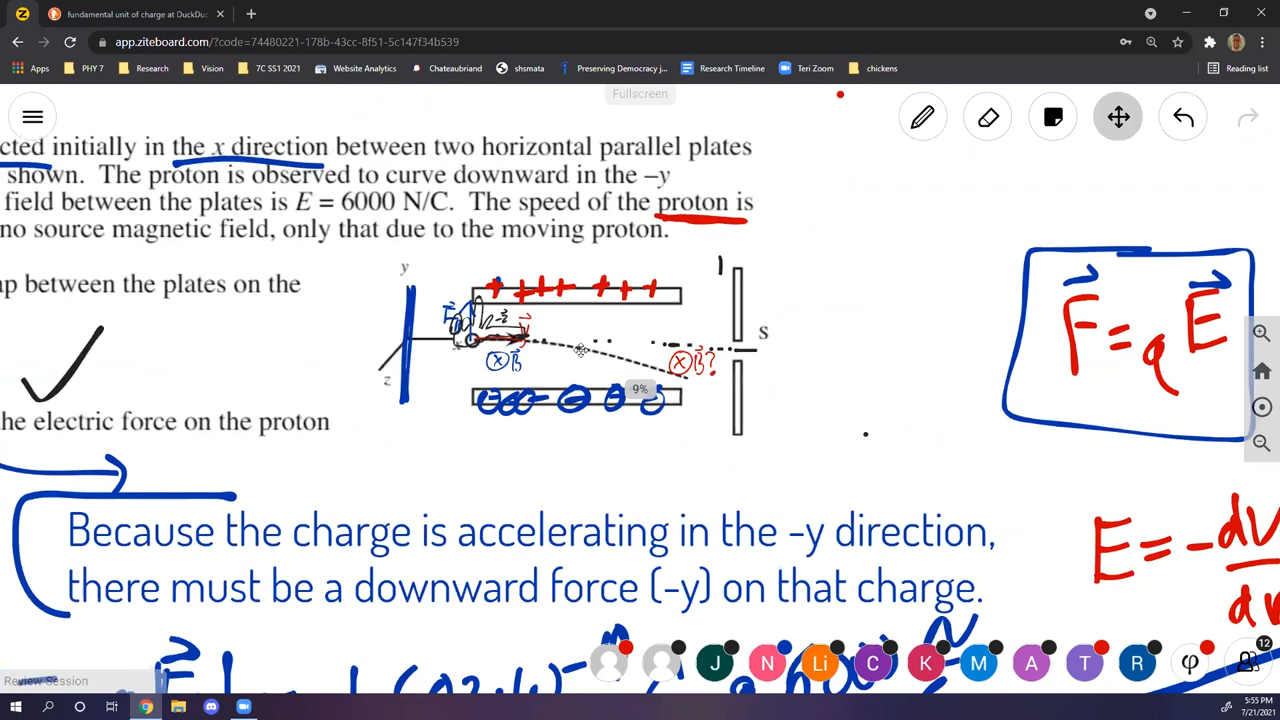 fundamental unit of charge at DuckDuc
app.ziteboard.com/?code=74480221-178b-43cc-8f51-5c147f34b539
Apps PHY 7 Research Vision 7C SS1 2021 Website Analytics Chateaubriand shsmata Preserving Democracy j... Research Timeline Teri Zoom chickens Reading list
Fullscreen
cted initially in the x direction between two horizontal parallel plates
shown. The proton is observed to curve downward in the –y
field between the plates is E = 6000 N/C. The speed of the proton is
no source magnetic field, only that due to the moving proton.
ap between the plates on the
y
z
S
B
B?
9%
F = qE
the electric force on the proton
Because the charge is accelerating in the -y direction,
there must be a downward force (-y) on that charge.
E = - dV
J N Li C K M A T R φ 12
Review Session
5:55 PM
7/21/2021